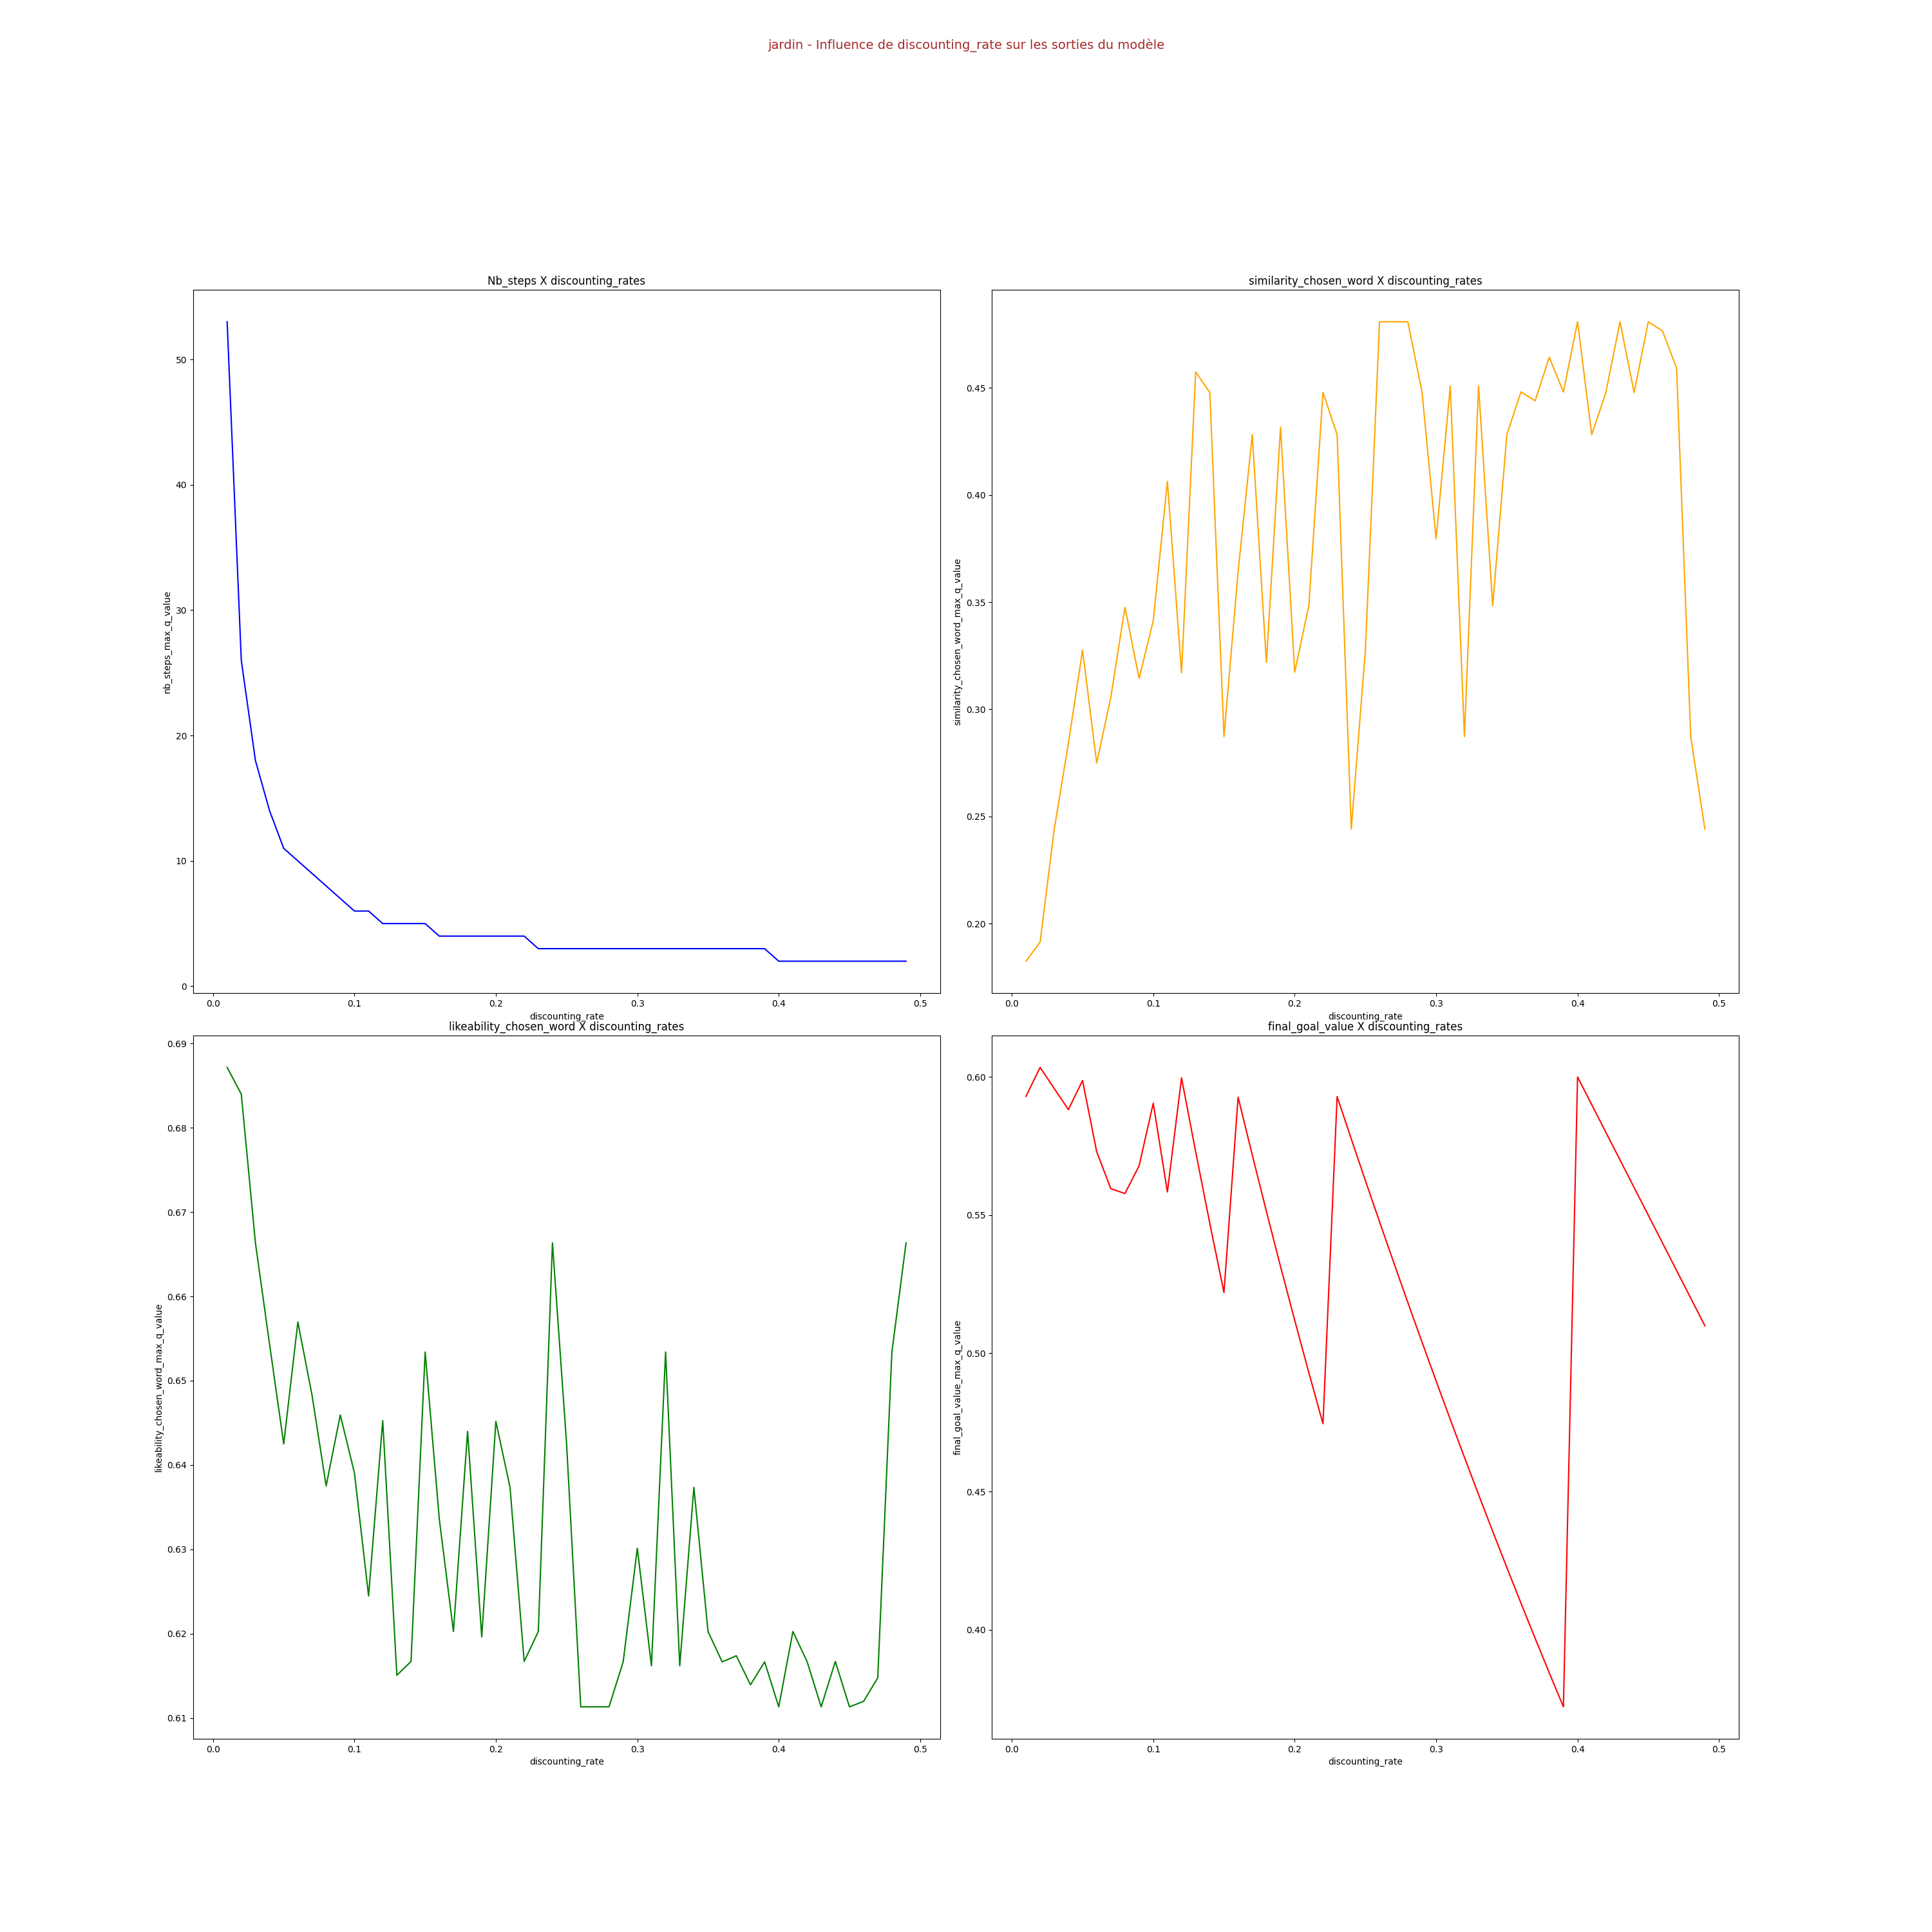 jardin - Influence de discounting_rate sur les sorties du modèle
Nb_steps X discounting_rates
nb_steps_max_q_value
50
40
30
20
10
0
0.0 0.1 0.2 0.3 0.4 0.5
discounting_rate
similarity_chosen_word X discounting_rates
similarity_chosen_word_max_q_value
0.45
0.40
0.35
0.30
0.25
0.20
0.0 0.1 0.2 0.3 0.4 0.5
discounting_rate
likeability_chosen_word X discounting_rates
likeability_chosen_word_max_q_value
0.69
0.68
0.67
0.66
0.65
0.64
0.63
0.62
0.61
0.0 0.1 0.2 0.3 0.4 0.5
discounting_rate
final_goal_value X discounting_rates
final_goal_value_max_q_value
0.60
0.55
0.50
0.45
0.40
0.0 0.1 0.2 0.3 0.4 0.5
discounting_rate